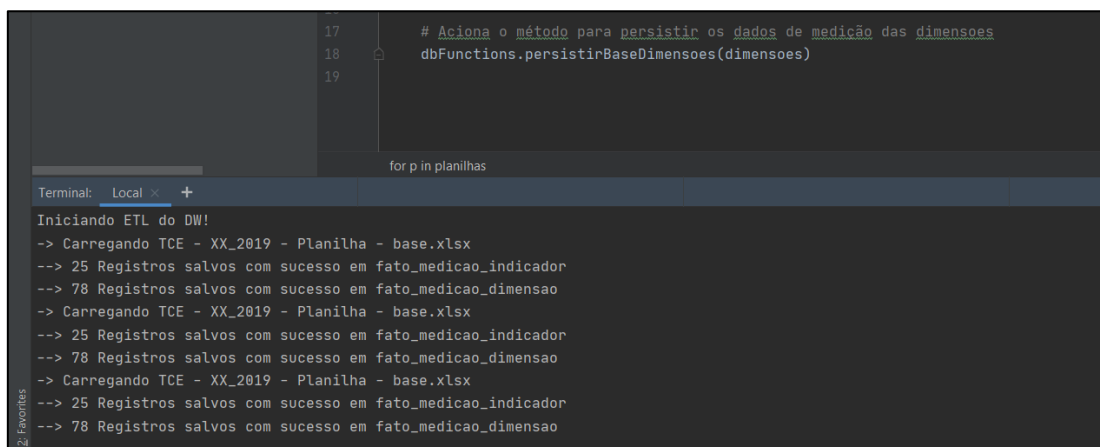 17 # Aciona o método para persistir os dados de medição das dimensoes
18 dbFunctions.persistirBaseDimensoes(dimensoes)
19
for p in planilhas
Terminal: Local × +
Iniciando ETL do DW!
-> Carregando TCE - XX_2019 - Planilha - base.xlsx
--> 25 Registros salvos com sucesso em fato_medicao_indicador
--> 78 Registros salvos com sucesso em fato_medicao_dimensao
-> Carregando TCE - XX_2019 - Planilha - base.xlsx
--> 25 Registros salvos com sucesso em fato_medicao_indicador
--> 78 Registros salvos com sucesso em fato_medicao_dimensao
-> Carregando TCE - XX_2019 - Planilha - base.xlsx
--> 25 Registros salvos com sucesso em fato_medicao_indicador
--> 78 Registros salvos com sucesso em fato_medicao_dimensao
2: Favorites